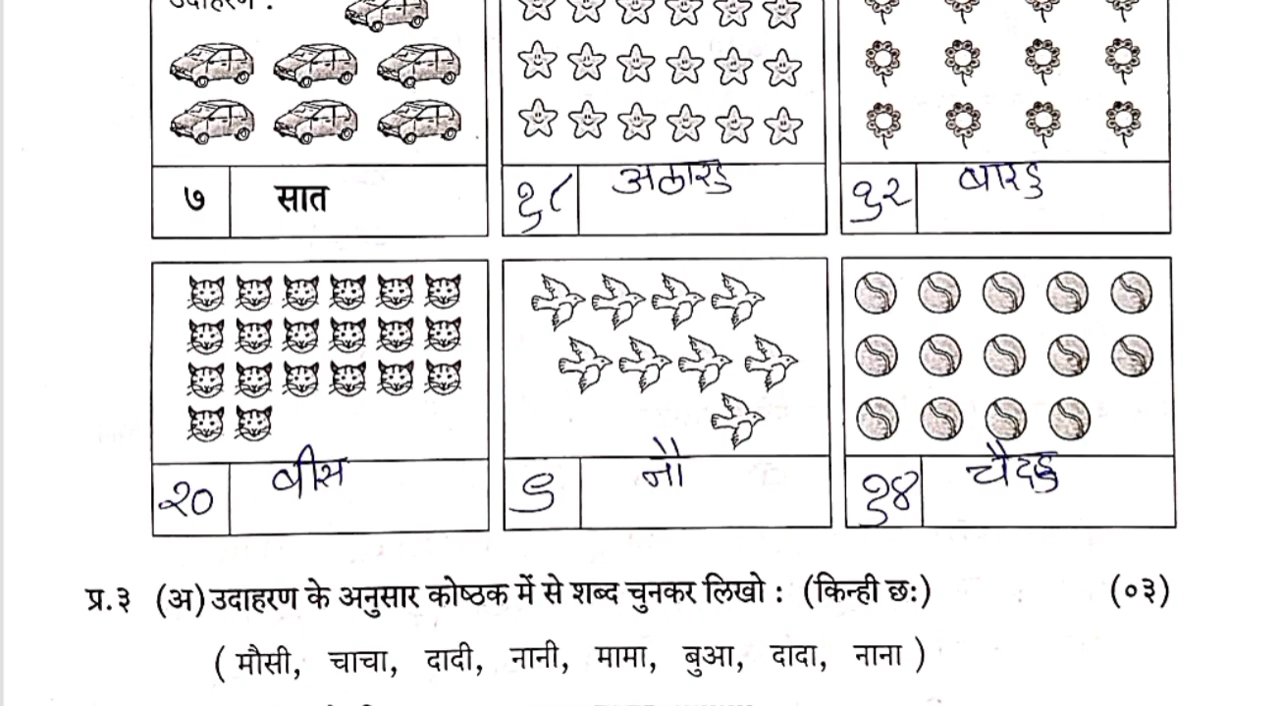 उदाहरण :
७ सात
१८ अठारह
१२ बारह
२० बीस
९ नौ
१४ चैदह
प्र.३ (अ) उदाहरण के अनुसार कोष्ठक में से शब्द चुनकर लिखो : (किन्ही छः) (०३)
( मौसी, चाचा, दादी, नानी, मामा, बुआ, दादा, नाना )